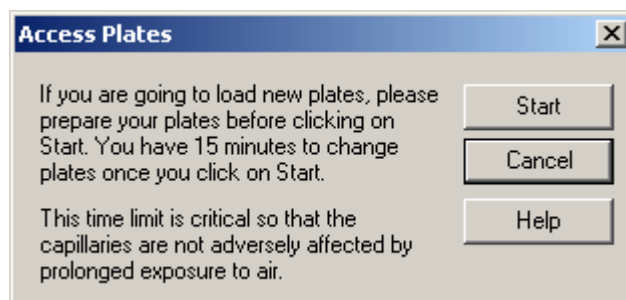 Access Plates
If you are going to load new plates, please
prepare your plates before clicking on
Start. You have 15 minutes to change
plates once you click on Start.
This time limit is critical so that the
capillaries are not adversely affected by
prolonged exposure to air.
Start
Cancel
Help